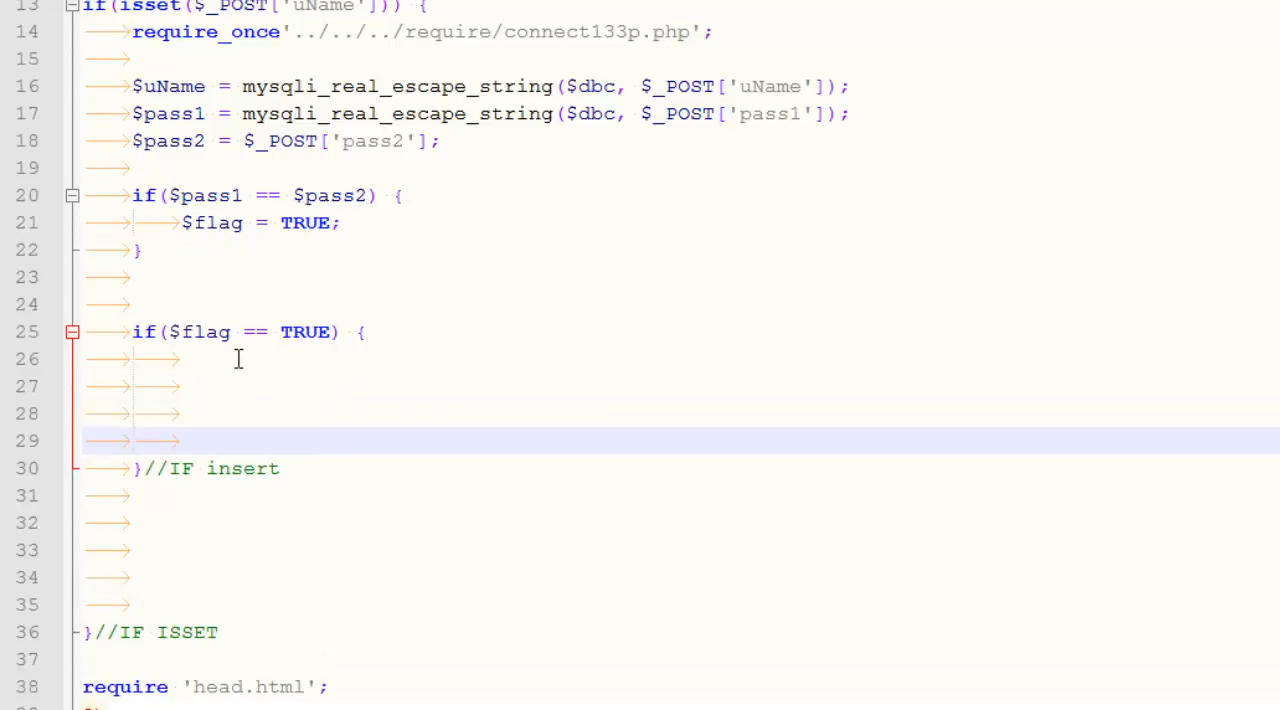 13 if(isset($_POST['uName'])) {
14 require_once'../../../require/connect133p.php';
15
16 $uName = mysqli_real_escape_string($dbc, $_POST['uName']);
17 $pass1 = mysqli_real_escape_string($dbc, $_POST['pass1']);
18 $pass2 = $_POST['pass2'];
19
20 if($pass1 == $pass2) {
21 $flag = TRUE;
22 }
23
24
25 if($flag == TRUE) {
26
27
28
29
30 }//IF insert
31
32
33
34
35
36 }//IF ISSET
37
38 require 'head.html';